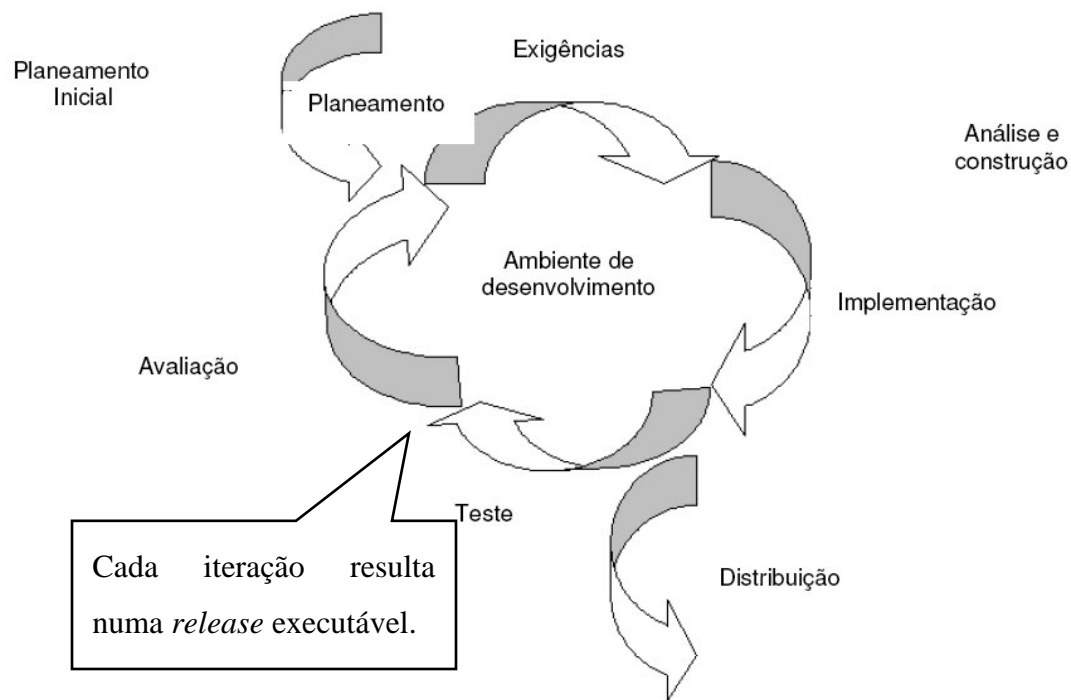 Exigências
Planeamento
Inicial
Planeamento
Análise e
construção
Ambiente de
desenvolvimento
Implementação
Avaliação
Teste
Cada iteração resulta
numa release executável.
Distribuição